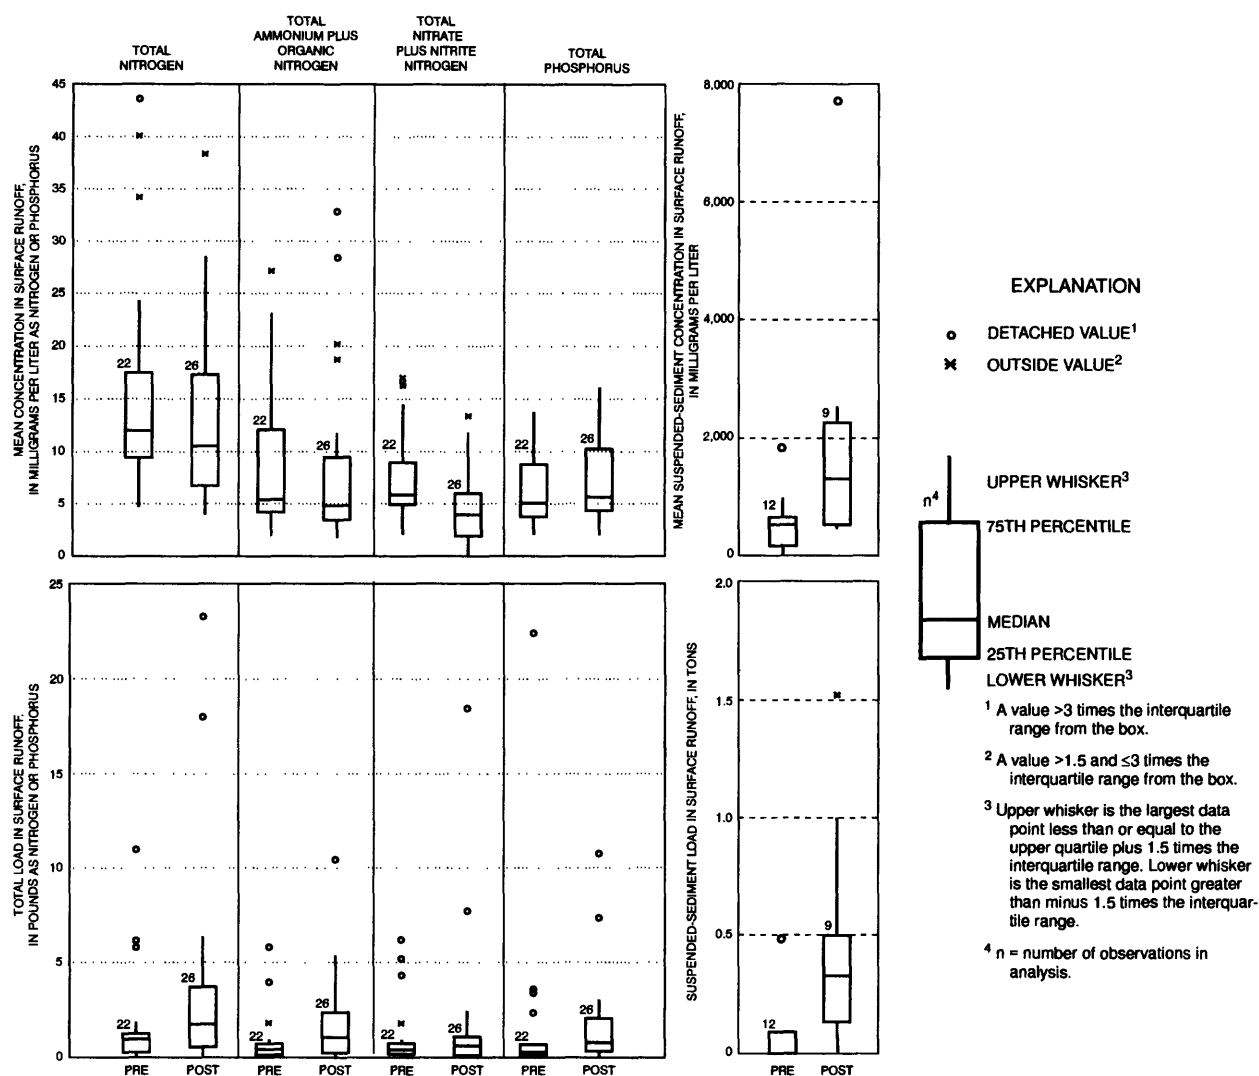 TOTAL
NITROGEN
TOTAL
AMMONIUM PLUS
ORGANIC
NITROGEN
TOTAL
NITRATE
PLUS NITRITE
NITROGEN
TOTAL
PHOSPHORUS
MEAN CONCENTRATION IN SURFACE RUNOFF,
IN MILLIGRAMS PER LITER AS NITROGEN OR PHOSPHORUS
45
40
35
30
25
20
15
10
5
0
22
26
22
26
22
26
22
26
MEAN SUSPENDED-SEDIMENT CONCENTRATION IN SURFACE RUNOFF,
IN MILLIGRAMS PER LITER
8,000
6,000
4,000
2,000
0
12
9
TOTAL LOAD IN SURFACE RUNOFF,
IN POUNDS AS NITROGEN OR PHOSPHORUS
25
20
15
10
5
0
22
26
22
26
22
26
22
26
PRE POST PRE POST PRE POST PRE POST
SUSPENDED-SEDIMENT LOAD IN SURFACE RUNOFF, IN TONS
2.0
1.5
1.0
0.5
0
12
9
PRE POST
EXPLANATION
DETACHED VALUE1
OUTSIDE VALUE2
n4
UPPER WHISKER3
75TH PERCENTILE
MEDIAN
25TH PERCENTILE
LOWER WHISKER3
1 A value >3 times the interquartile
range from the box.
2 A value >1.5 and ≤3 times the
interquartile range from the box.
3 Upper whisker is the largest data
point less than or equal to the
upper quartile plus 1.5 times the
interquartile range. Lower whisker
is the smallest data point greater
than minus 1.5 times the interquar-
tile range.
4 n = number of observations in
analysis.